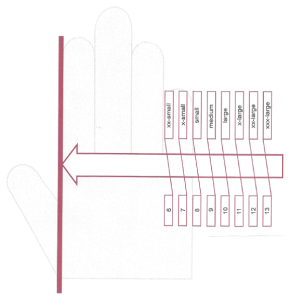 xx-small
x-small
small
medium
large
x-large
xx-large
xxx-large
6
7
8
9
10
11
12
13